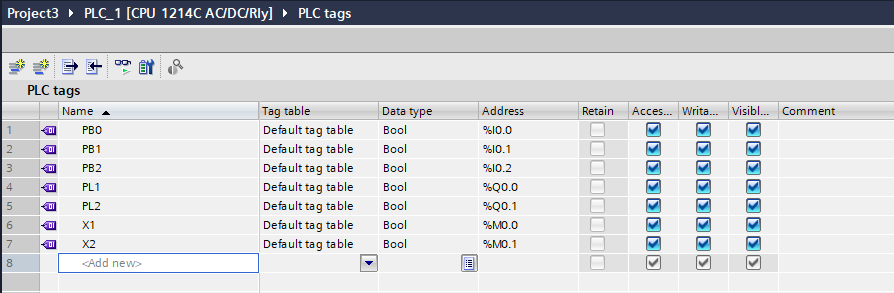 Project3 ▸ PLC_1 [CPU 1214C AC/DC/Rly] ▸ PLC tags
PLC tags
Name Tag table Data type Address Retain Acces... Writa... Visibl... Comment
1 PB0 Default tag table Bool %I0.0
2 PB1 Default tag table Bool %I0.1
3 PB2 Default tag table Bool %I0.2
4 PL1 Default tag table Bool %Q0.0
5 PL2 Default tag table Bool %Q0.1
6 X1 Default tag table Bool %M0.0
7 X2 Default tag table Bool %M0.1
8 <Add new>